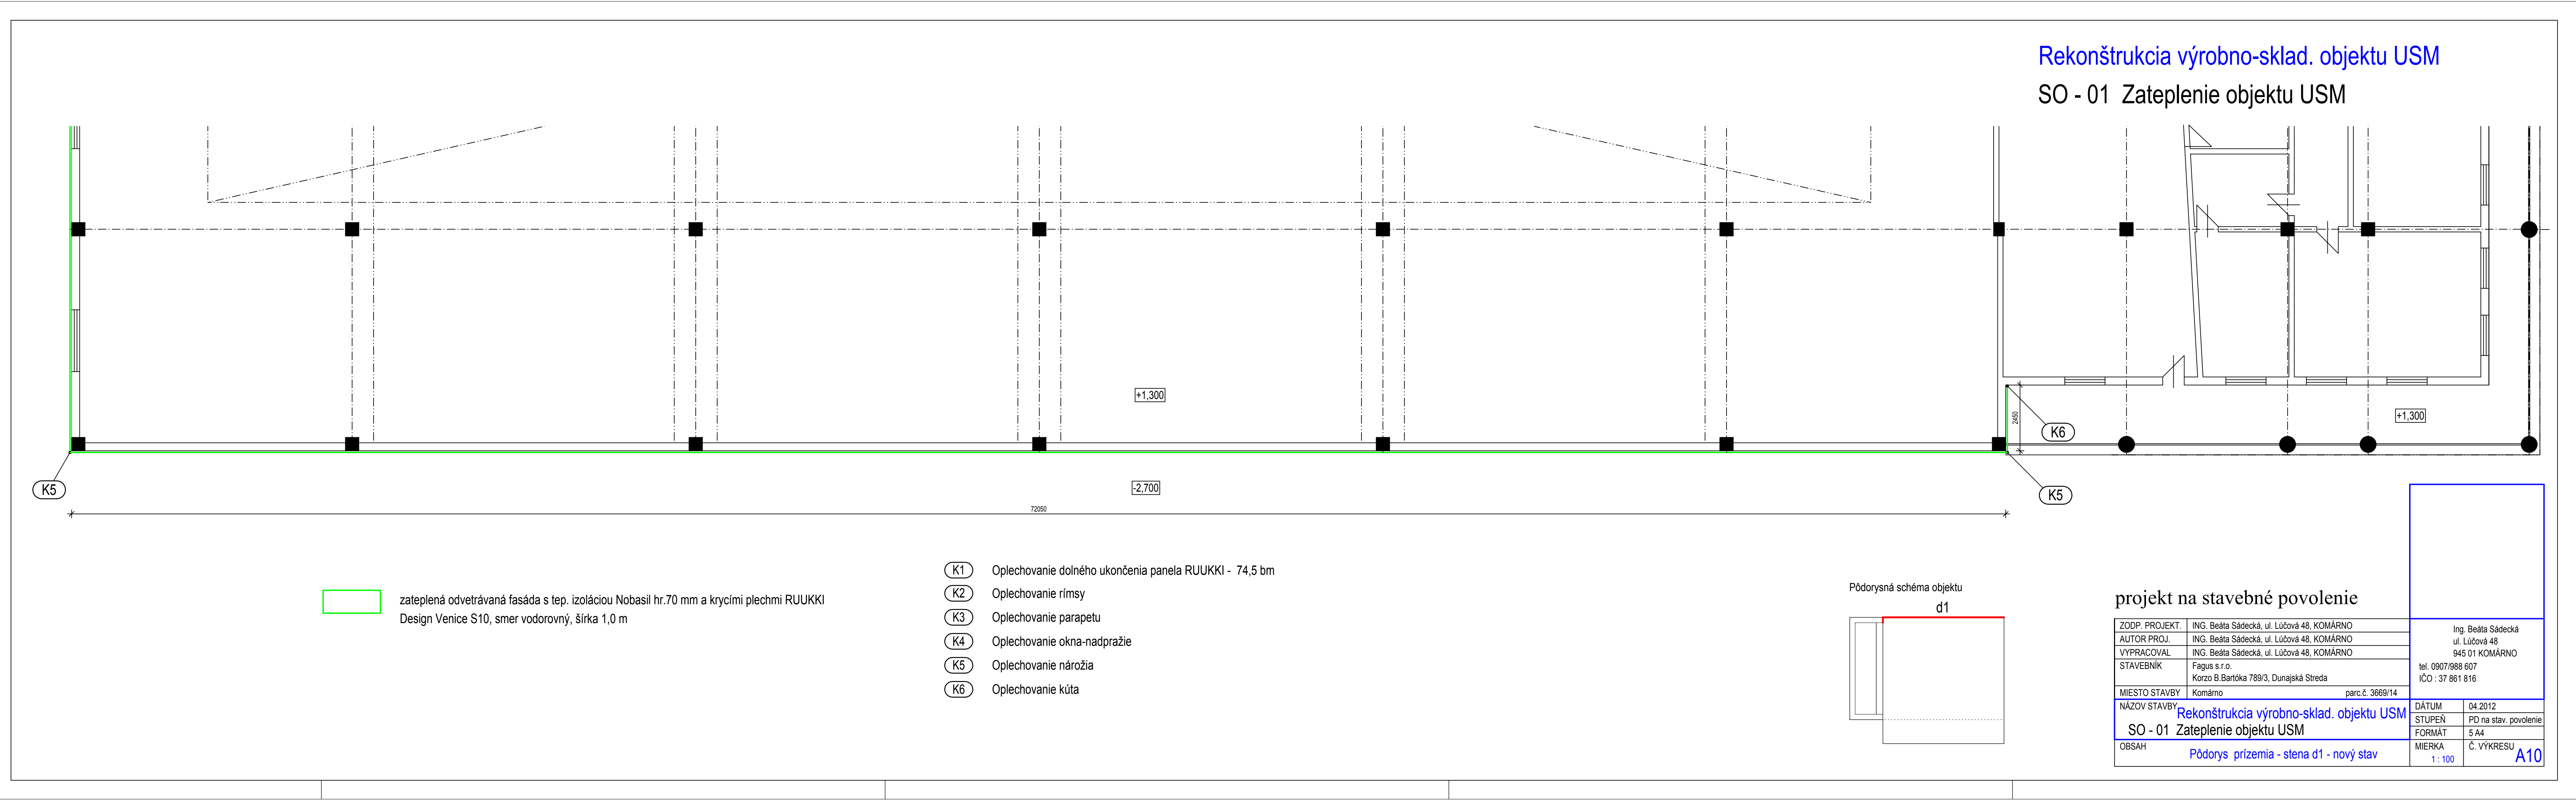 Rekonštrukcia výrobno-sklad. objektu USM
SO - 01 Zateplenie objektu USM
+1,300
+1,300
2450
K6
K5
-2,700
K5
72050
zateplená odvetrávaná fasáda s tep. izoláciou Nobasil hr.70 mm a krycími plechmi RUUKKI
Design Venice S10, smer vodorovný, šírka 1,0 m
K1 Oplechovanie dolného ukončenia panela RUUKKI - 74,5 bm
K2 Oplechovanie rímsy
K3 Oplechovanie parapetu
K4 Oplechovanie okna-nadpražie
K5 Oplechovanie nárožia
K6 Oplechovanie kúta
Pôdorysná schéma objektu
d1
projekt na stavebné povolenie
ZODP. PROJEKT. ING. Beáta Sádecká, ul. Lúčová 48, KOMÁRNO
AUTOR PROJ. ING. Beáta Sádecká, ul. Lúčová 48, KOMÁRNO
VYPRACOVAL ING. Beáta Sádecká, ul. Lúčová 48, KOMÁRNO
STAVEBNÍK Fagus s.r.o.
Korzo B.Bartóka 789/3, Dunajská Streda
MIESTO STAVBY Komárno parc.č. 3669/14
Ing. Beáta Sádecká
ul. Lúčová 48
945 01 KOMÁRNO
tel. 0907/988 607
IČO : 37 861 816
NÁZOV STAVBY Rekonštrukcia výrobno-sklad. objektu USM
SO - 01 Zateplenie objektu USM
OBSAH Pôdorys prízemia - stena d1 - nový stav
DÁTUM 04.2012
STUPEŇ PD na stav. povolenie
FORMÁT 5 A4
MIERKA 1 : 100
Č. VÝKRESU A10